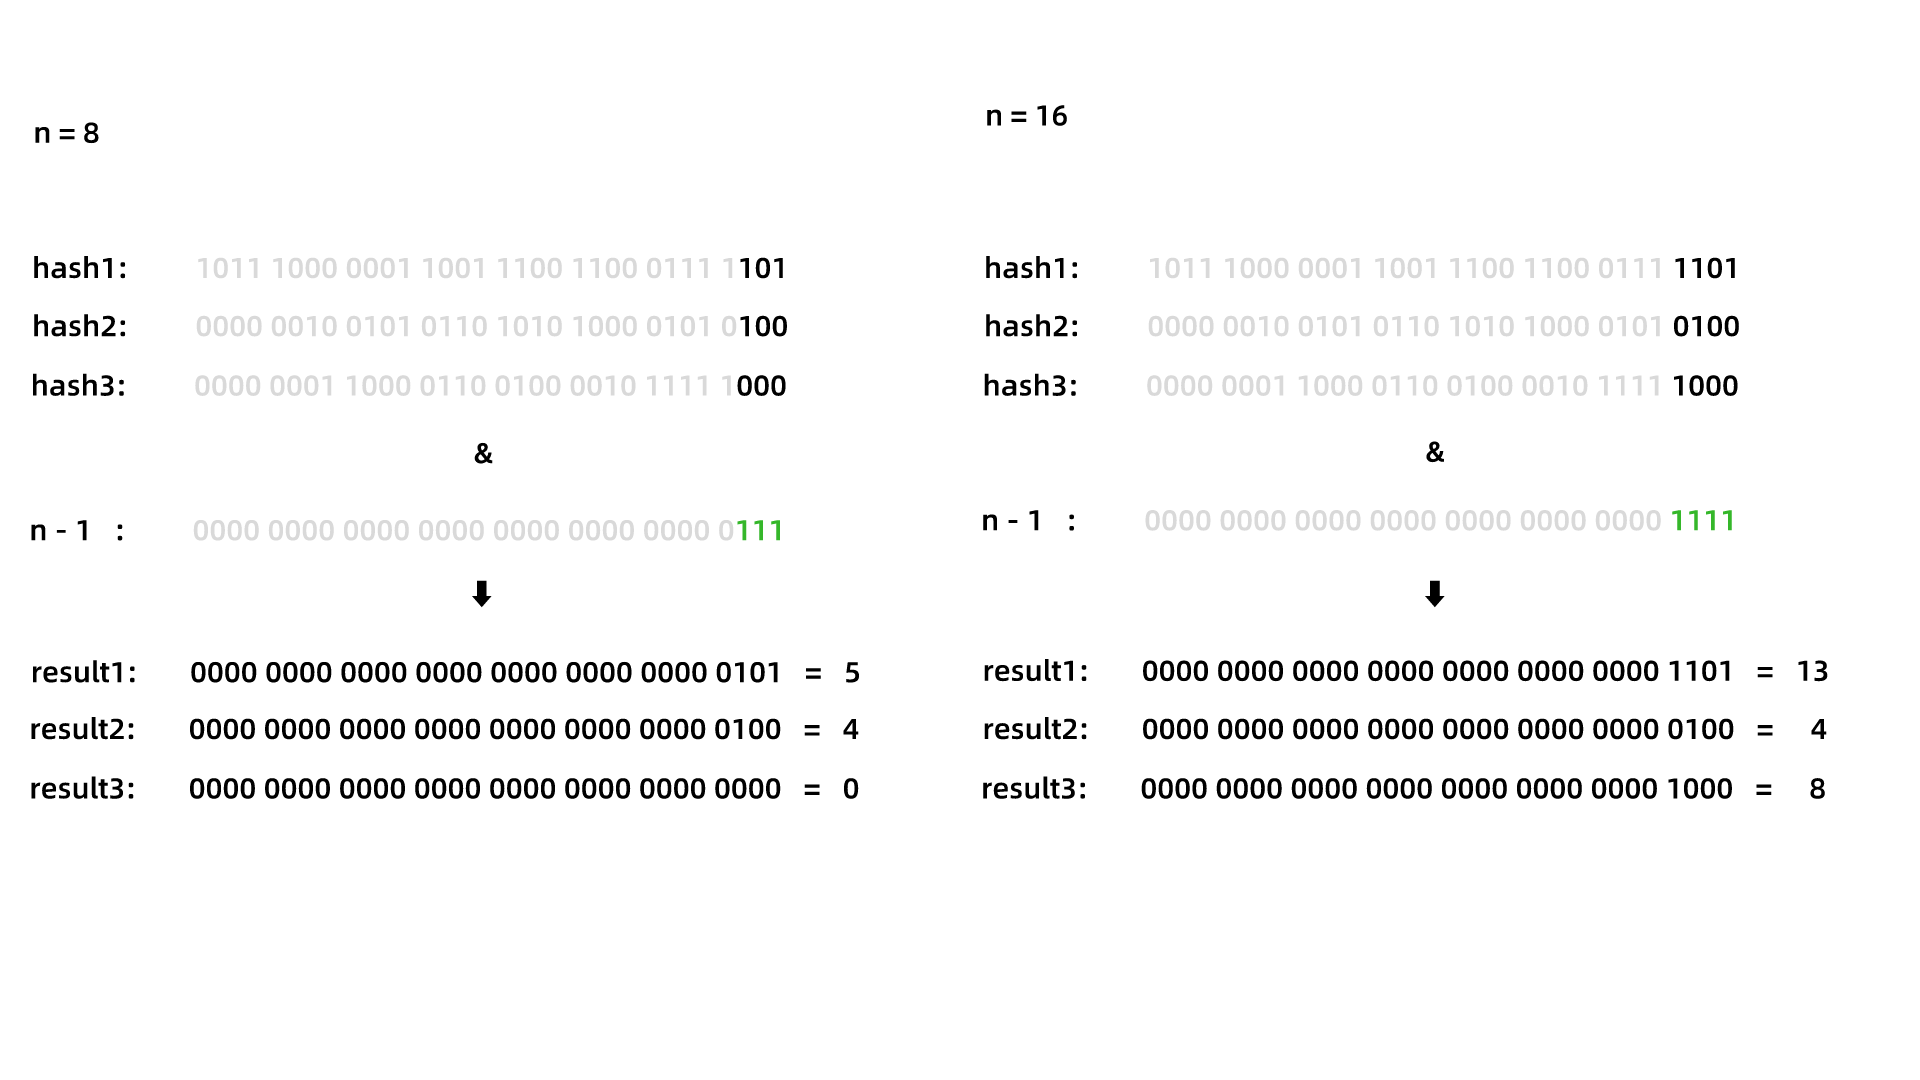 n = 8
hash1: 1011 1000 0001 1001 1100 1100 0111 1101
hash2: 0000 0010 0101 0110 1010 1000 0101 0100
hash3: 0000 0001 1000 0110 0100 0010 1111 1000
&
n - 1 : 0000 0000 0000 0000 0000 0000 0000 0111
result1: 0000 0000 0000 0000 0000 0000 0000 0101 = 5
result2: 0000 0000 0000 0000 0000 0000 0000 0100 = 4
result3: 0000 0000 0000 0000 0000 0000 0000 0000 = 0
n = 16
hash1: 1011 1000 0001 1001 1100 1100 0111 1101
hash2: 0000 0010 0101 0110 1010 1000 0101 0100
hash3: 0000 0001 1000 0110 0100 0010 1111 1000
&
n - 1 : 0000 0000 0000 0000 0000 0000 0000 1111
result1: 0000 0000 0000 0000 0000 0000 0000 1101 = 13
result2: 0000 0000 0000 0000 0000 0000 0000 0100 = 4
result3: 0000 0000 0000 0000 0000 0000 0000 1000 = 8